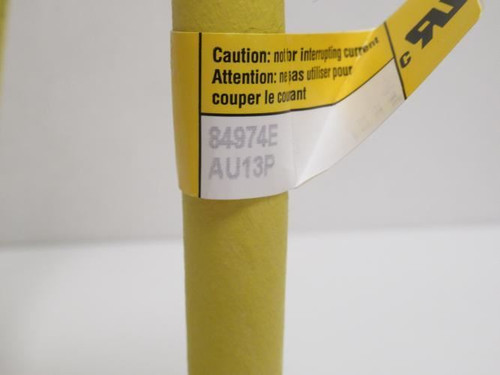 Caution: not for interrupting current
Attention: ne pas utiliser pour
couper le courant
84974E
AU13P